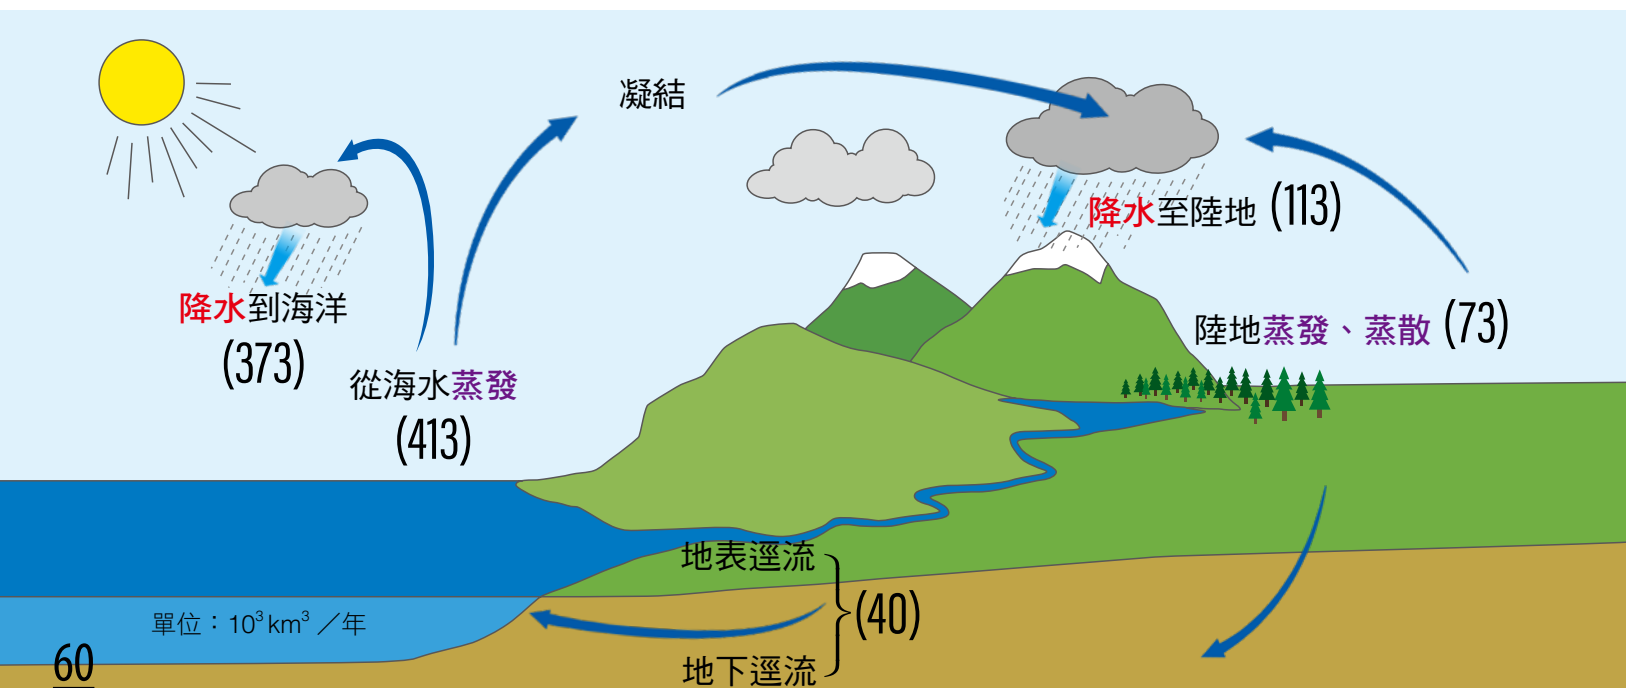 凝結
降水至陸地 (113)
降水到海洋
(373)
陸地蒸發、蒸散 (73)
從海水蒸發
(413)
地表逕流
(40)
地下逕流
單位：10³ km³ ／年
60